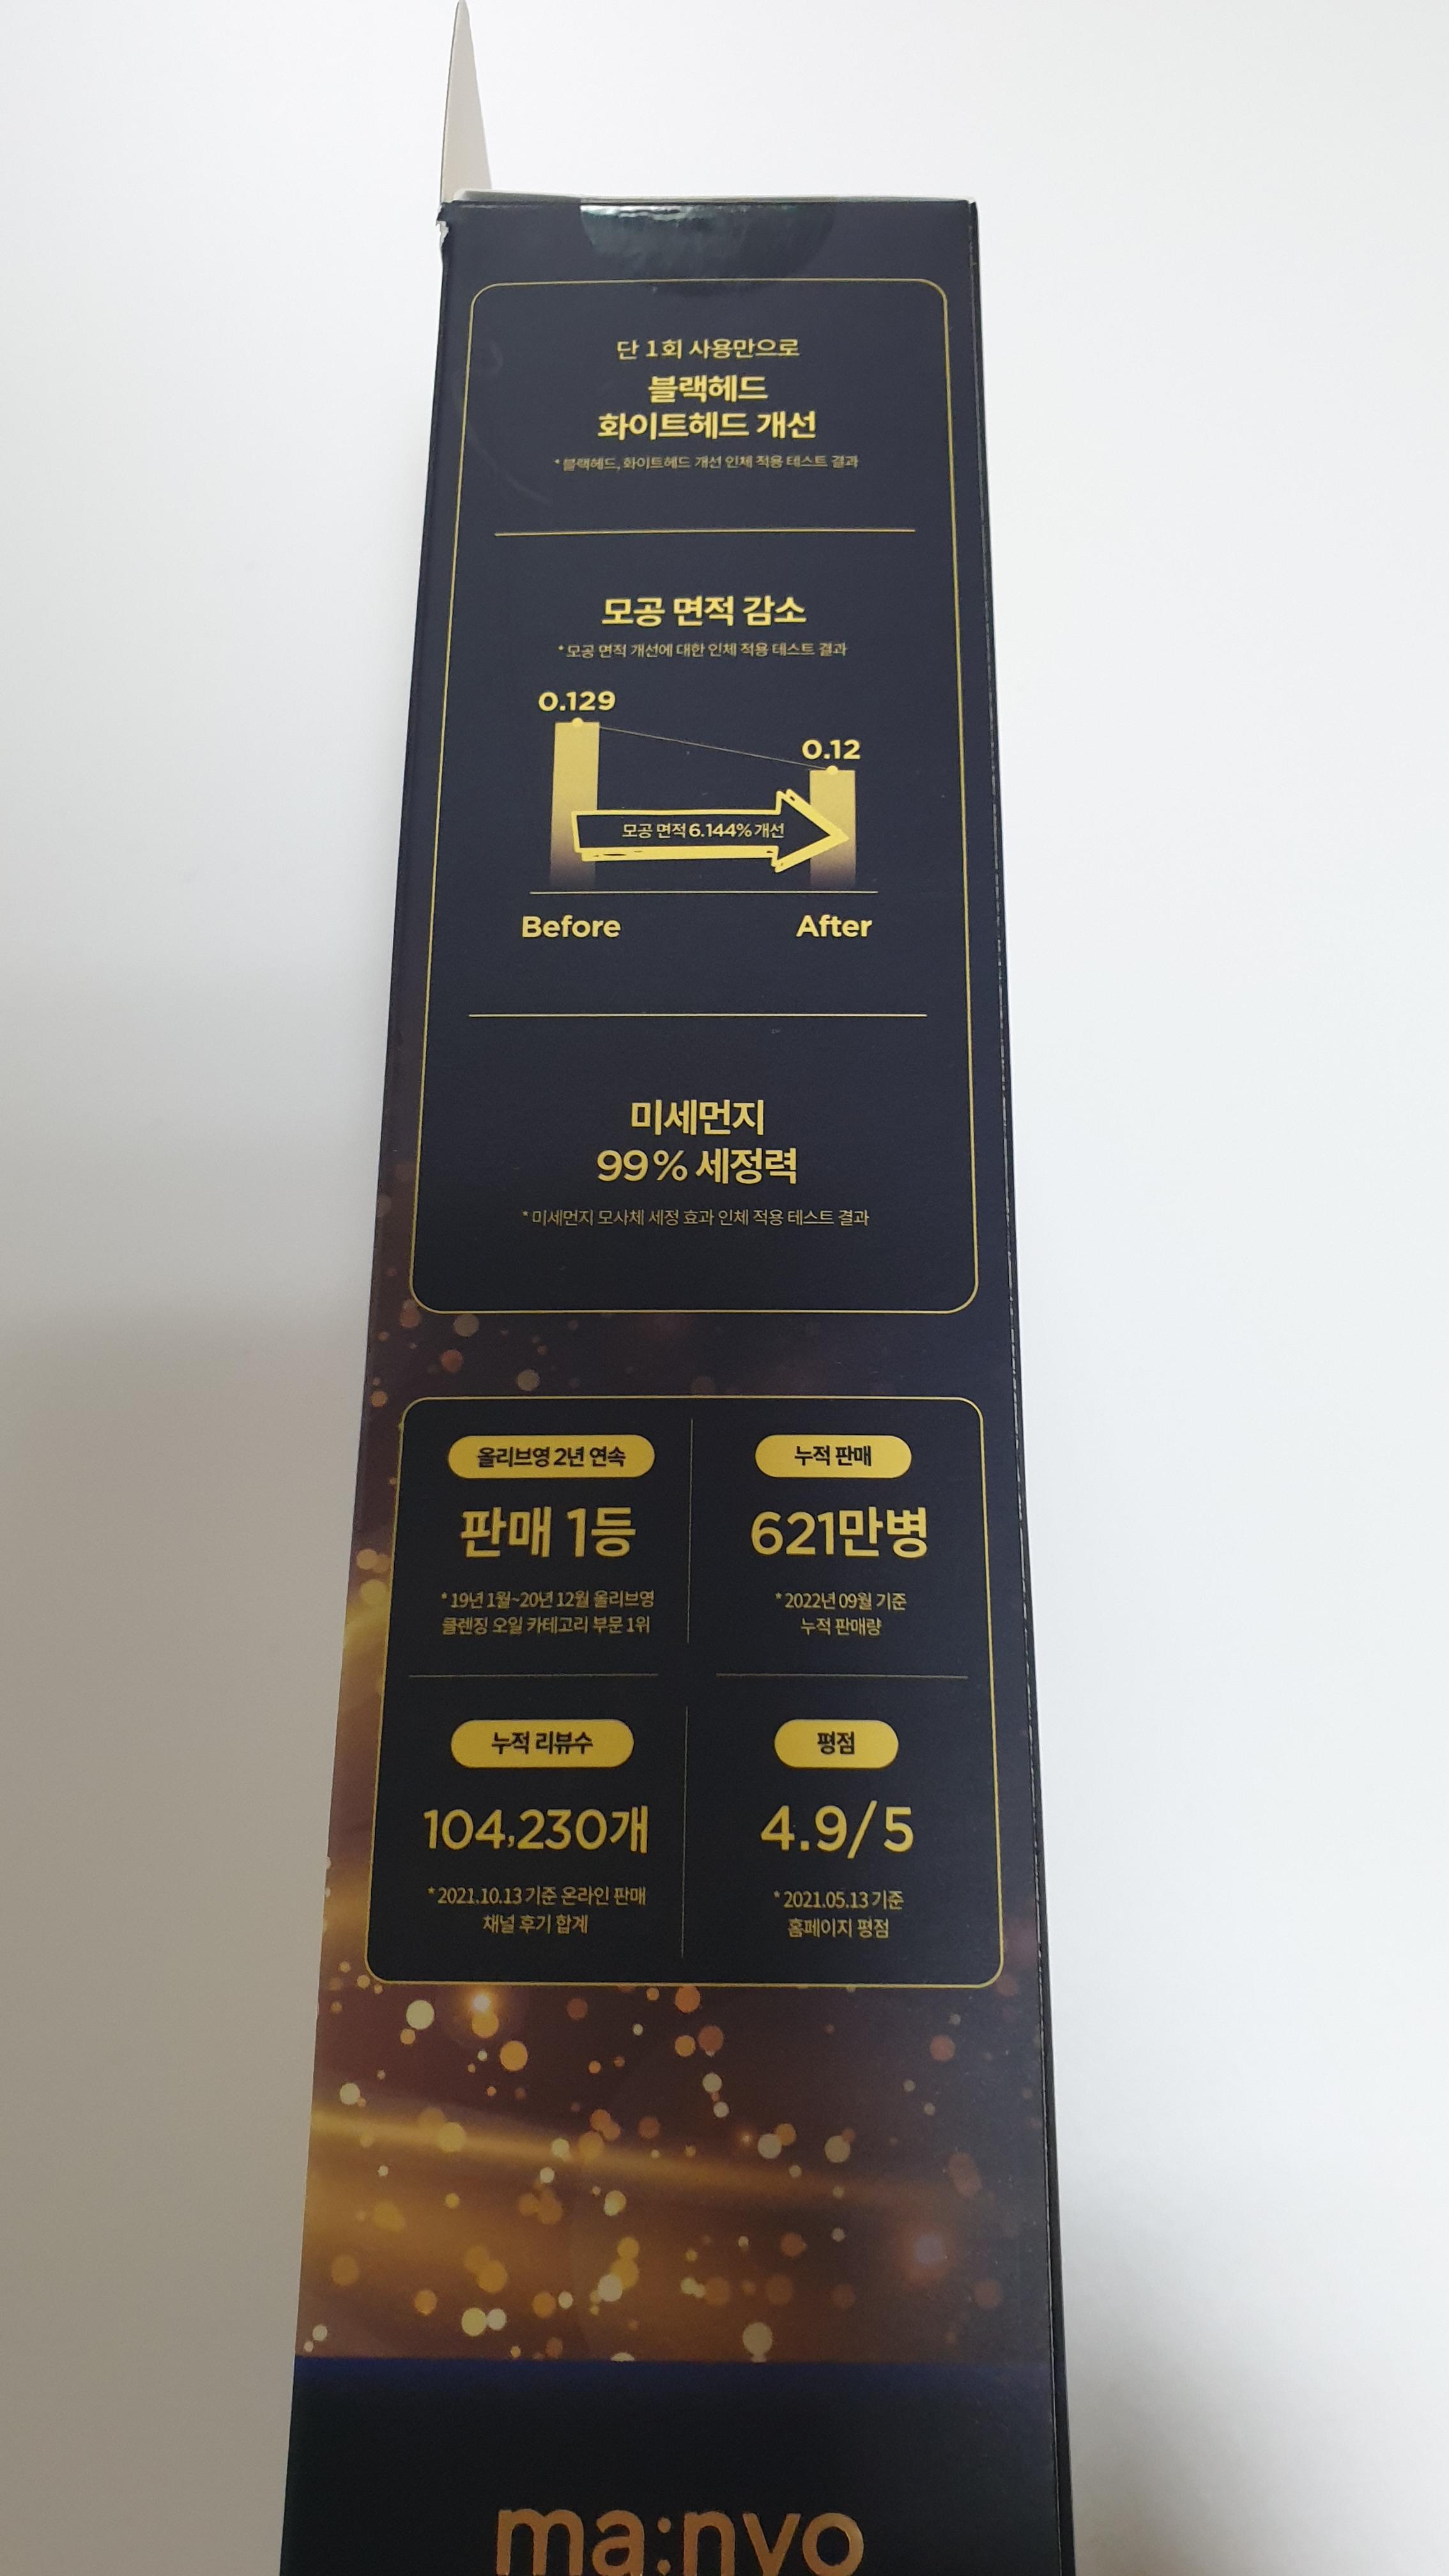 단 1회 사용만으로
블랙헤드
화이트헤드 개선
* 블랙헤드, 화이트헤드 개선 인체 적용 테스트 결과
모공 면적 감소
* 모공 면적 개선에 대한 인체 적용 테스트 결과
0.129
0.12
모공 면적 6.144% 개선
Before After
미세먼지
99% 세정력
* 미세먼지 모사체 세정 효과 인체 적용 테스트 결과
올리브영 2년 연속
판매 1등
* 19년 1월~20년 12월 올리브영
클렌징 오일 카테고리 부문 1위
누적 판매
621만병
* 2022년 09월 기준
누적 판매량
누적 리뷰수
104,230개
* 2021.10.13 기준 온라인 판매
채널 후기 합계
평점
4.9/5
* 2021.05.13 기준
홈페이지 평점
ma:nyo